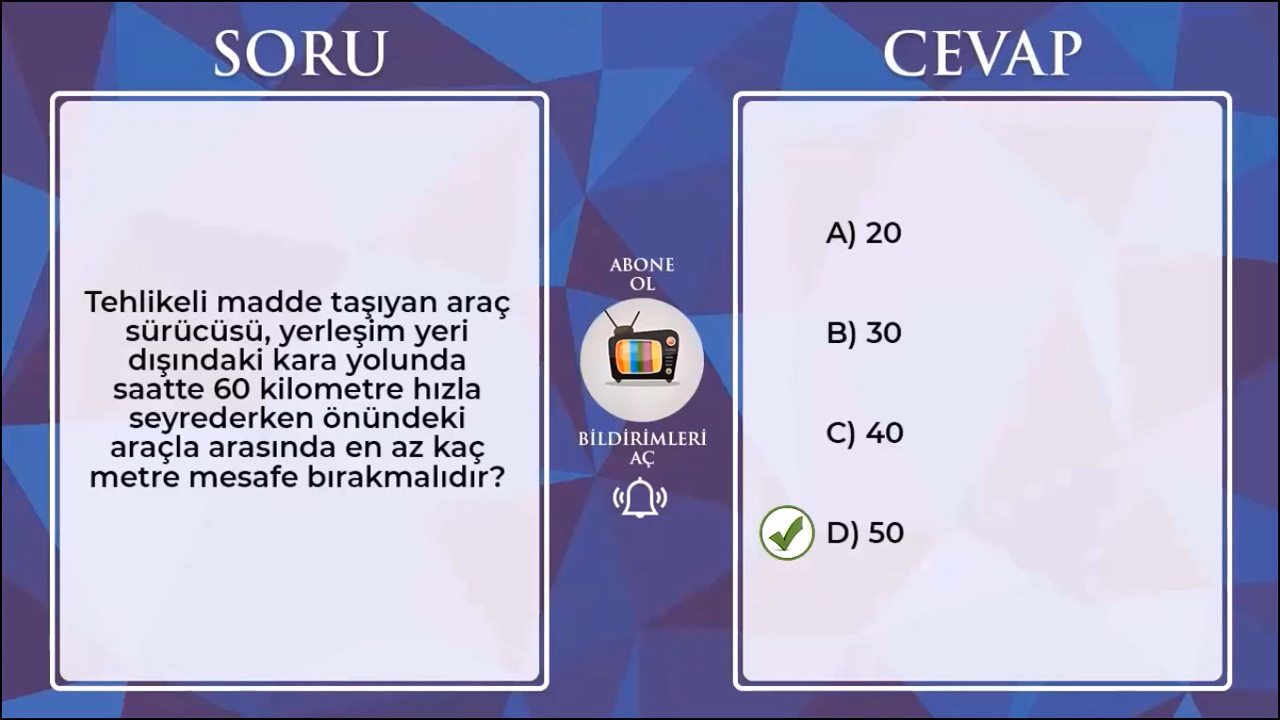 SORU
Tehlikeli madde taşıyan araç
sürücüsü, yerleşim yeri
dışındaki kara yolunda
saatte 60 kilometre hızla
seyrederken önündeki
araçla arasında en az kaç
metre mesafe bırakmalıdır?
ABONE
OL
BİLDİRİMLERİ
AÇ
CEVAP
A) 20
B) 30
C) 40
D) 50